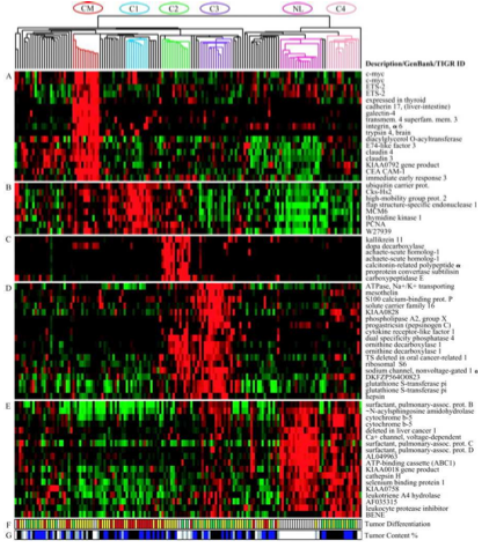 CM C1 C2 C3 NL C4
Description/GenBank/TIGR ID
A
c-myc
c-myc
ETS-2
ETS-2
expressed in thyroid
cadherin 17, (liver-intestine)
galectin-4
transmem. 4 superfam. mem. 3
integrin, α 6
trypsin 4, brain
diacylglycerol O-acyltransferase
E74-like factor 3
claudin 4
claudin 3
KIAA0792 gene product
CEA CAM-1
immediate early response 3
B
ubiquitin carrier prot.
Cks-Hs2
high-mobility group prot. 2
flap structure-specific endonuclease 1
MCM6
thymidine kinase 1
PCNA
W27939
C
kallikrein 11
dopa decarboxylase
achaete-scute homolog-1
achaete-scute homolog-1
calcitonin-related polypeptide α
proprotein convertase subtilisin
carboxypeptidase E
D
ATPase, Na+/K+ transporting
mesothelin
S100 calcium-binding prot. P
solute carrier family 16
KIAA0828
phospholipase A2, group X
progastricsin (pepsinogen C)
cytokine receptor-like factor 1
dual specificity phosphatase 4
ornithine decarboxylase 1
ornithine decarboxylase 1
TS deleted in oral cancer-related 1
ribosomal S6
sodium channel, nonvoltage-gated 1 α
DKFZP564O0823
glutathione S-transferase pi
glutathione S-transferase pi
hepsin
E
surfactant, pulmonary-assoc. prot. B
~N-acylsphingosine amidohydrolase
cytochrome b-5
cytochrome b-5
deleted in liver cancer 1
Ca+ channel, voltage-dependent
surfactant, pulmonary-assoc. prot. C
surfactant, pulmonary-assoc. prot. D
AL049963
ATP-binding cassette (ABC1)
KIAA0018 gene product
cathepsin H
selenium binding protein 1
KIAA0758
leukotriene A4 hydrolase
AF035315
leukocyte protease inhibitor
BENE
F Tumor Differentiation
G Tumor Content %